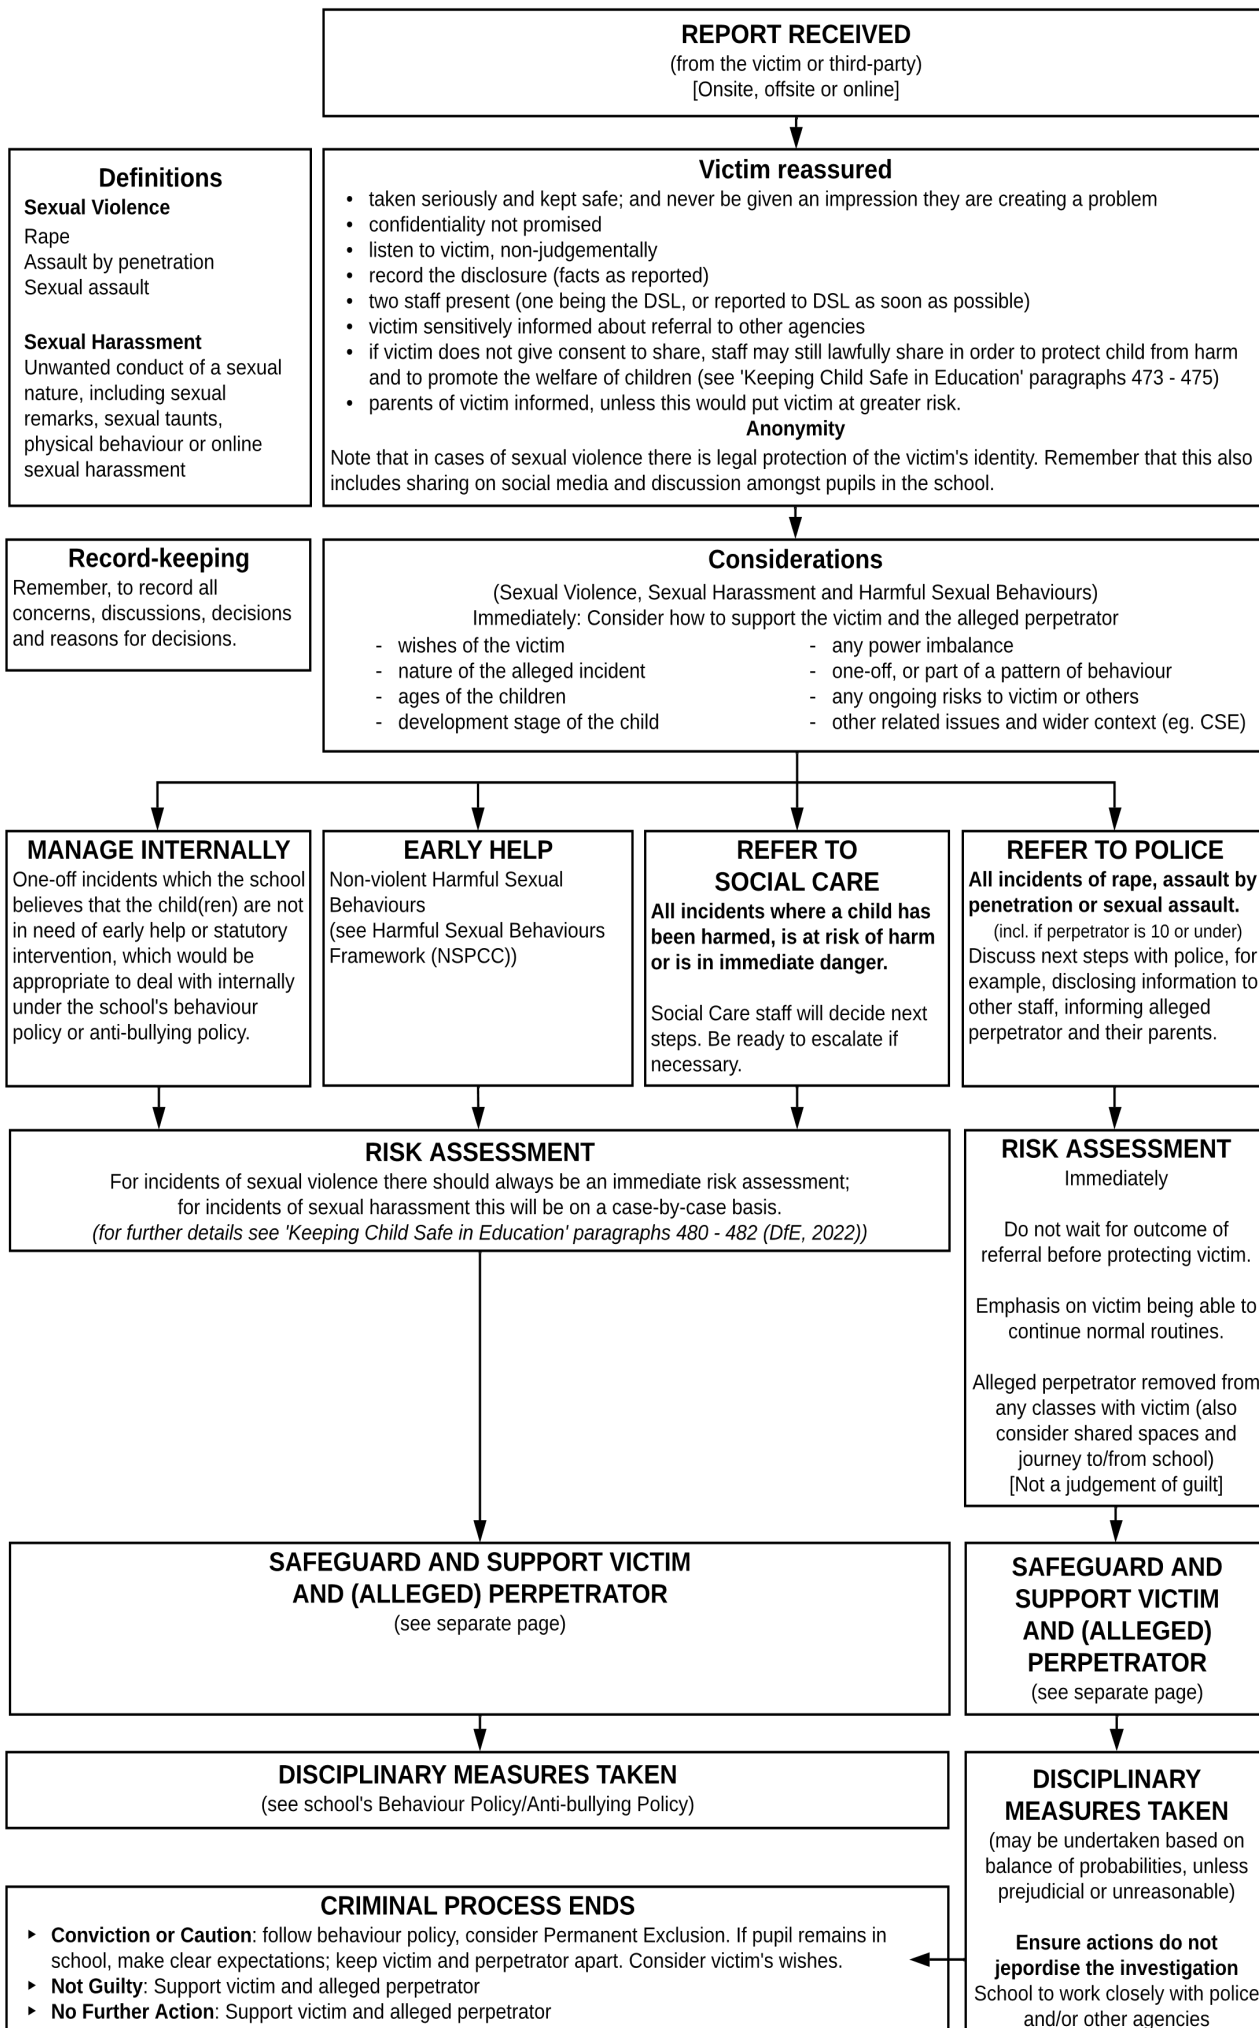 REPORT RECEIVED
(from the victim or third-party)
[Onsite, offsite or online]
Definitions
Sexual Violence
Rape
Assault by penetration
Sexual assault
Sexual Harassment
Unwanted conduct of a sexual
nature, including sexual
remarks, sexual taunts,
physical behaviour or online
sexual harassment
Victim reassured
• taken seriously and kept safe; and never be given an impression they are creating a problem
• confidentiality not promised
• listen to victim, non-judgementally
• record the disclosure (facts as reported)
• two staff present (one being the DSL, or reported to DSL as soon as possible)
• victim sensitively informed about referral to other agencies
• if victim does not give consent to share, staff may still lawfully share in order to protect child from harm
and to promote the welfare of children (see 'Keeping Child Safe in Education' paragraphs 473 - 475)
• parents of victim informed, unless this would put victim at greater risk.
Anonymity
Note that in cases of sexual violence there is legal protection of the victim's identity. Remember that this also
includes sharing on social media and discussion amongst pupils in the school.
Record-keeping
Remember, to record all
concerns, discussions, decisions
and reasons for decisions.
Considerations
(Sexual Violence, Sexual Harassment and Harmful Sexual Behaviours)
Immediately: Consider how to support the victim and the alleged perpetrator
- wishes of the victim
- nature of the alleged incident
- ages of the children
- development stage of the child
- any power imbalance
- one-off, or part of a pattern of behaviour
- any ongoing risks to victim or others
- other related issues and wider context (eg. CSE)
MANAGE INTERNALLY
One-off incidents which the school
believes that the child(ren) are not
in need of early help or statutory
intervention, which would be
appropriate to deal with internally
under the school's behaviour
policy or anti-bullying policy.
EARLY HELP
Non-violent Harmful Sexual
Behaviours
(see Harmful Sexual Behaviours
Framework (NSPCC))
REFER TO
SOCIAL CARE
All incidents where a child has
been harmed, is at risk of harm
or is in immediate danger.
Social Care staff will decide next
steps. Be ready to escalate if
necessary.
REFER TO POLICE
All incidents of rape, assault by
penetration or sexual assault.
(incl. if perpetrator is 10 or under)
Discuss next steps with police, for
example, disclosing information to
other staff, informing alleged
perpetrator and their parents.
RISK ASSESSMENT
For incidents of sexual violence there should always be an immediate risk assessment;
for incidents of sexual harassment this will be on a case-by-case basis.
(for further details see 'Keeping Child Safe in Education' paragraphs 480 - 482 (DfE, 2022))
RISK ASSESSMENT
Immediately
Do not wait for outcome of
referral before protecting victim.
Emphasis on victim being able to
continue normal routines.
Alleged perpetrator removed from
any classes with victim (also
consider shared spaces and
journey to/from school)
[Not a judgement of guilt]
SAFEGUARD AND SUPPORT VICTIM
AND (ALLEGED) PERPETRATOR
(see separate page)
SAFEGUARD AND
SUPPORT VICTIM
AND (ALLEGED)
PERPETRATOR
(see separate page)
DISCIPLINARY MEASURES TAKEN
(see school's Behaviour Policy/Anti-bullying Policy)
DISCIPLINARY
MEASURES TAKEN
(may be undertaken based on
balance of probabilities, unless
prejudicial or unreasonable)
Ensure actions do not
jepordise the investigation
School to work closely with police
and/or other agencies
CRIMINAL PROCESS ENDS
‣ Conviction or Caution: follow behaviour policy, consider Permanent Exclusion. If pupil remains in
school, make clear expectations; keep victim and perpetrator apart. Consider victim's wishes.
‣ Not Guilty: Support victim and alleged perpetrator
‣ No Further Action: Support victim and alleged perpetrator